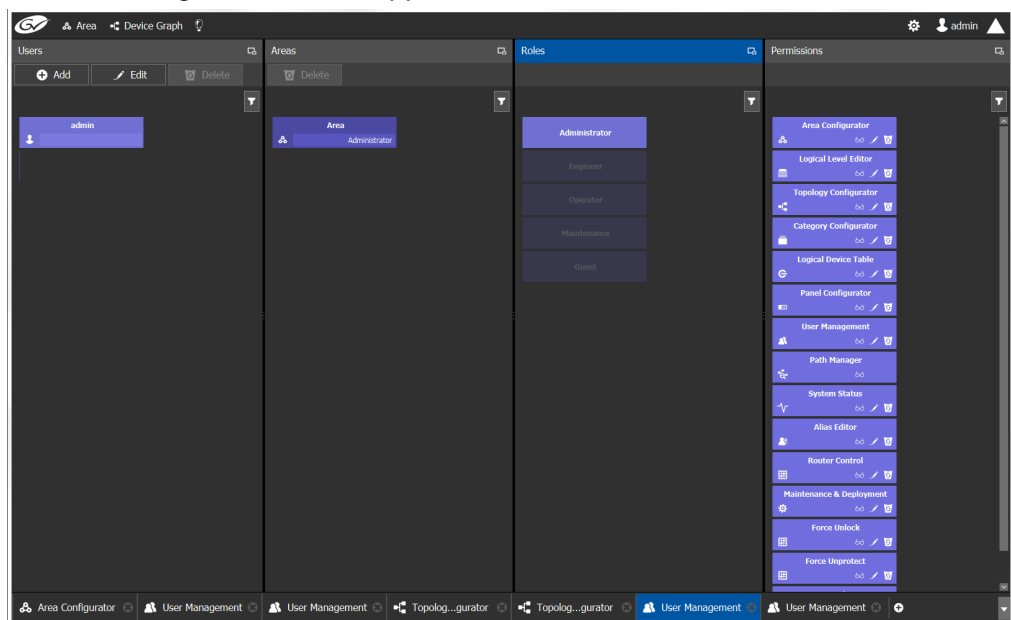 GV Area Device Graph admin
Users Areas Roles Permissions
Add Edit Delete Delete
admin
Area
Administrator
Administrator
Engineer
Operator
Maintenance
Guest
Area Configurator
Logical Level Editor
Topology Configurator
Category Configurator
Logical Device Table
Panel Configurator
User Management
Path Manager
System Status
Alias Editor
Router Control
Maintenance & Deployment
Force Unlock
Force Unprotect
Area Configurator User Management User Management Topolog...gurator Topolog...gurator User Management User Management